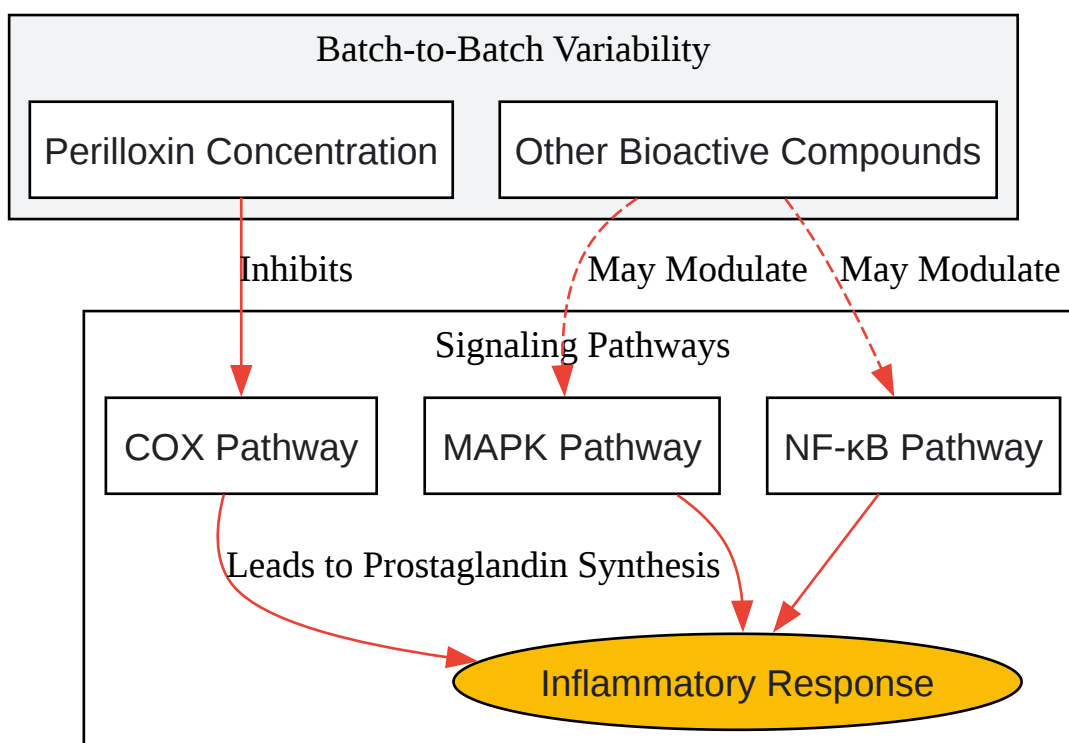 Batch-to-Batch Variability
Perilloxin Concentration
Other Bioactive Compounds
Inhibits
May Modulate
May Modulate
Signaling Pathways
COX Pathway
MAPK Pathway
NF-κB Pathway
Leads to Prostaglandin Synthesis
Inflammatory Response